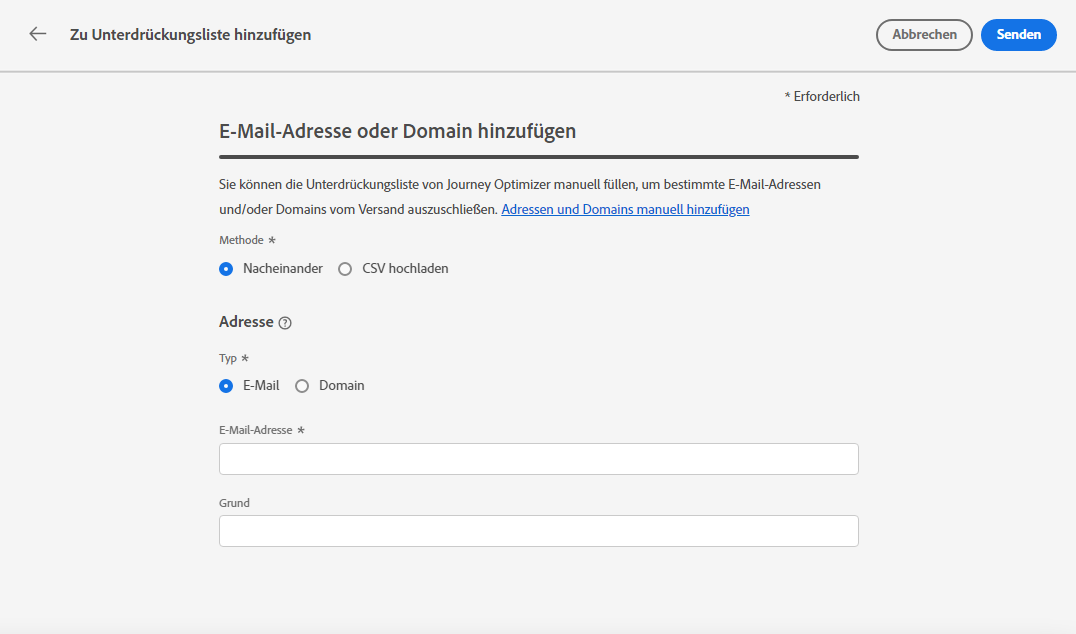 Zu Unterdrückungsliste hinzufügen
Abbrechen
Senden
* Erforderlich
E-Mail-Adresse oder Domain hinzufügen
Sie können die Unterdrückungsliste von Journey Optimizer manuell füllen, um bestimmte E-Mail-Adressen
und/oder Domains vom Versand auszuschließen. Adressen und Domains manuell hinzufügen
Methode *
Nacheinander CSV hochladen
Adresse ?
Typ *
E-Mail Domain
E-Mail-Adresse *
Grund